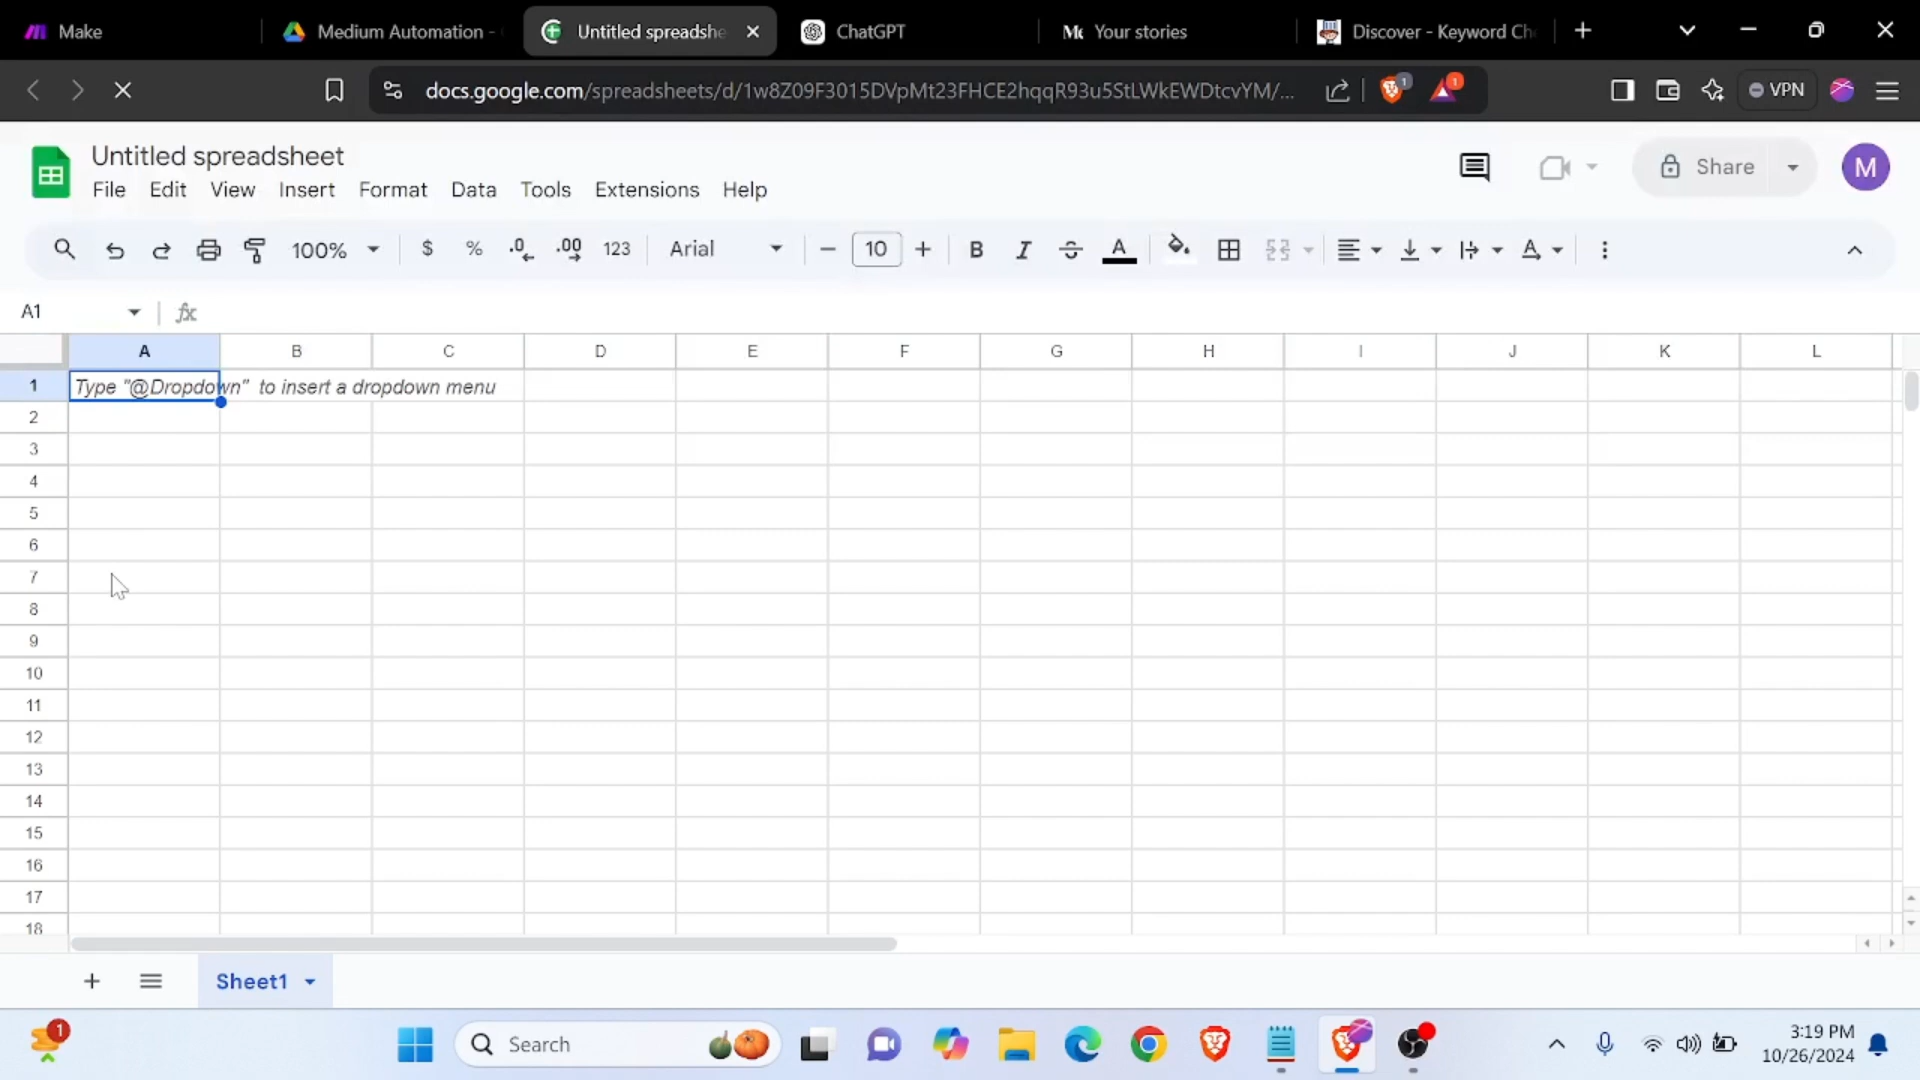 Make
Medium Automation -
Untitled spreadshe
ChatGPT
Your stories
Discover - Keyword Ch
docs.google.com/spreadsheets/d/1w8Z09F3015DVpMt23FHCE2hqqR93u5StLWkEWDtcvYM/...
1
1
VPN
Untitled spreadsheet
Share
M
File Edit View Insert Format Data Tools Extensions Help
100% $ % .0 .00 123 Arial 10 B I A
A1 fx
A B C D E F G H I J K L
1 Type "@Dropdown" to insert a dropdown menu
2
3
4
5
6
7
8
9
10
11
12
13
14
15
16
17
18
Sheet1
1
Search
3:19 PM
10/26/2024